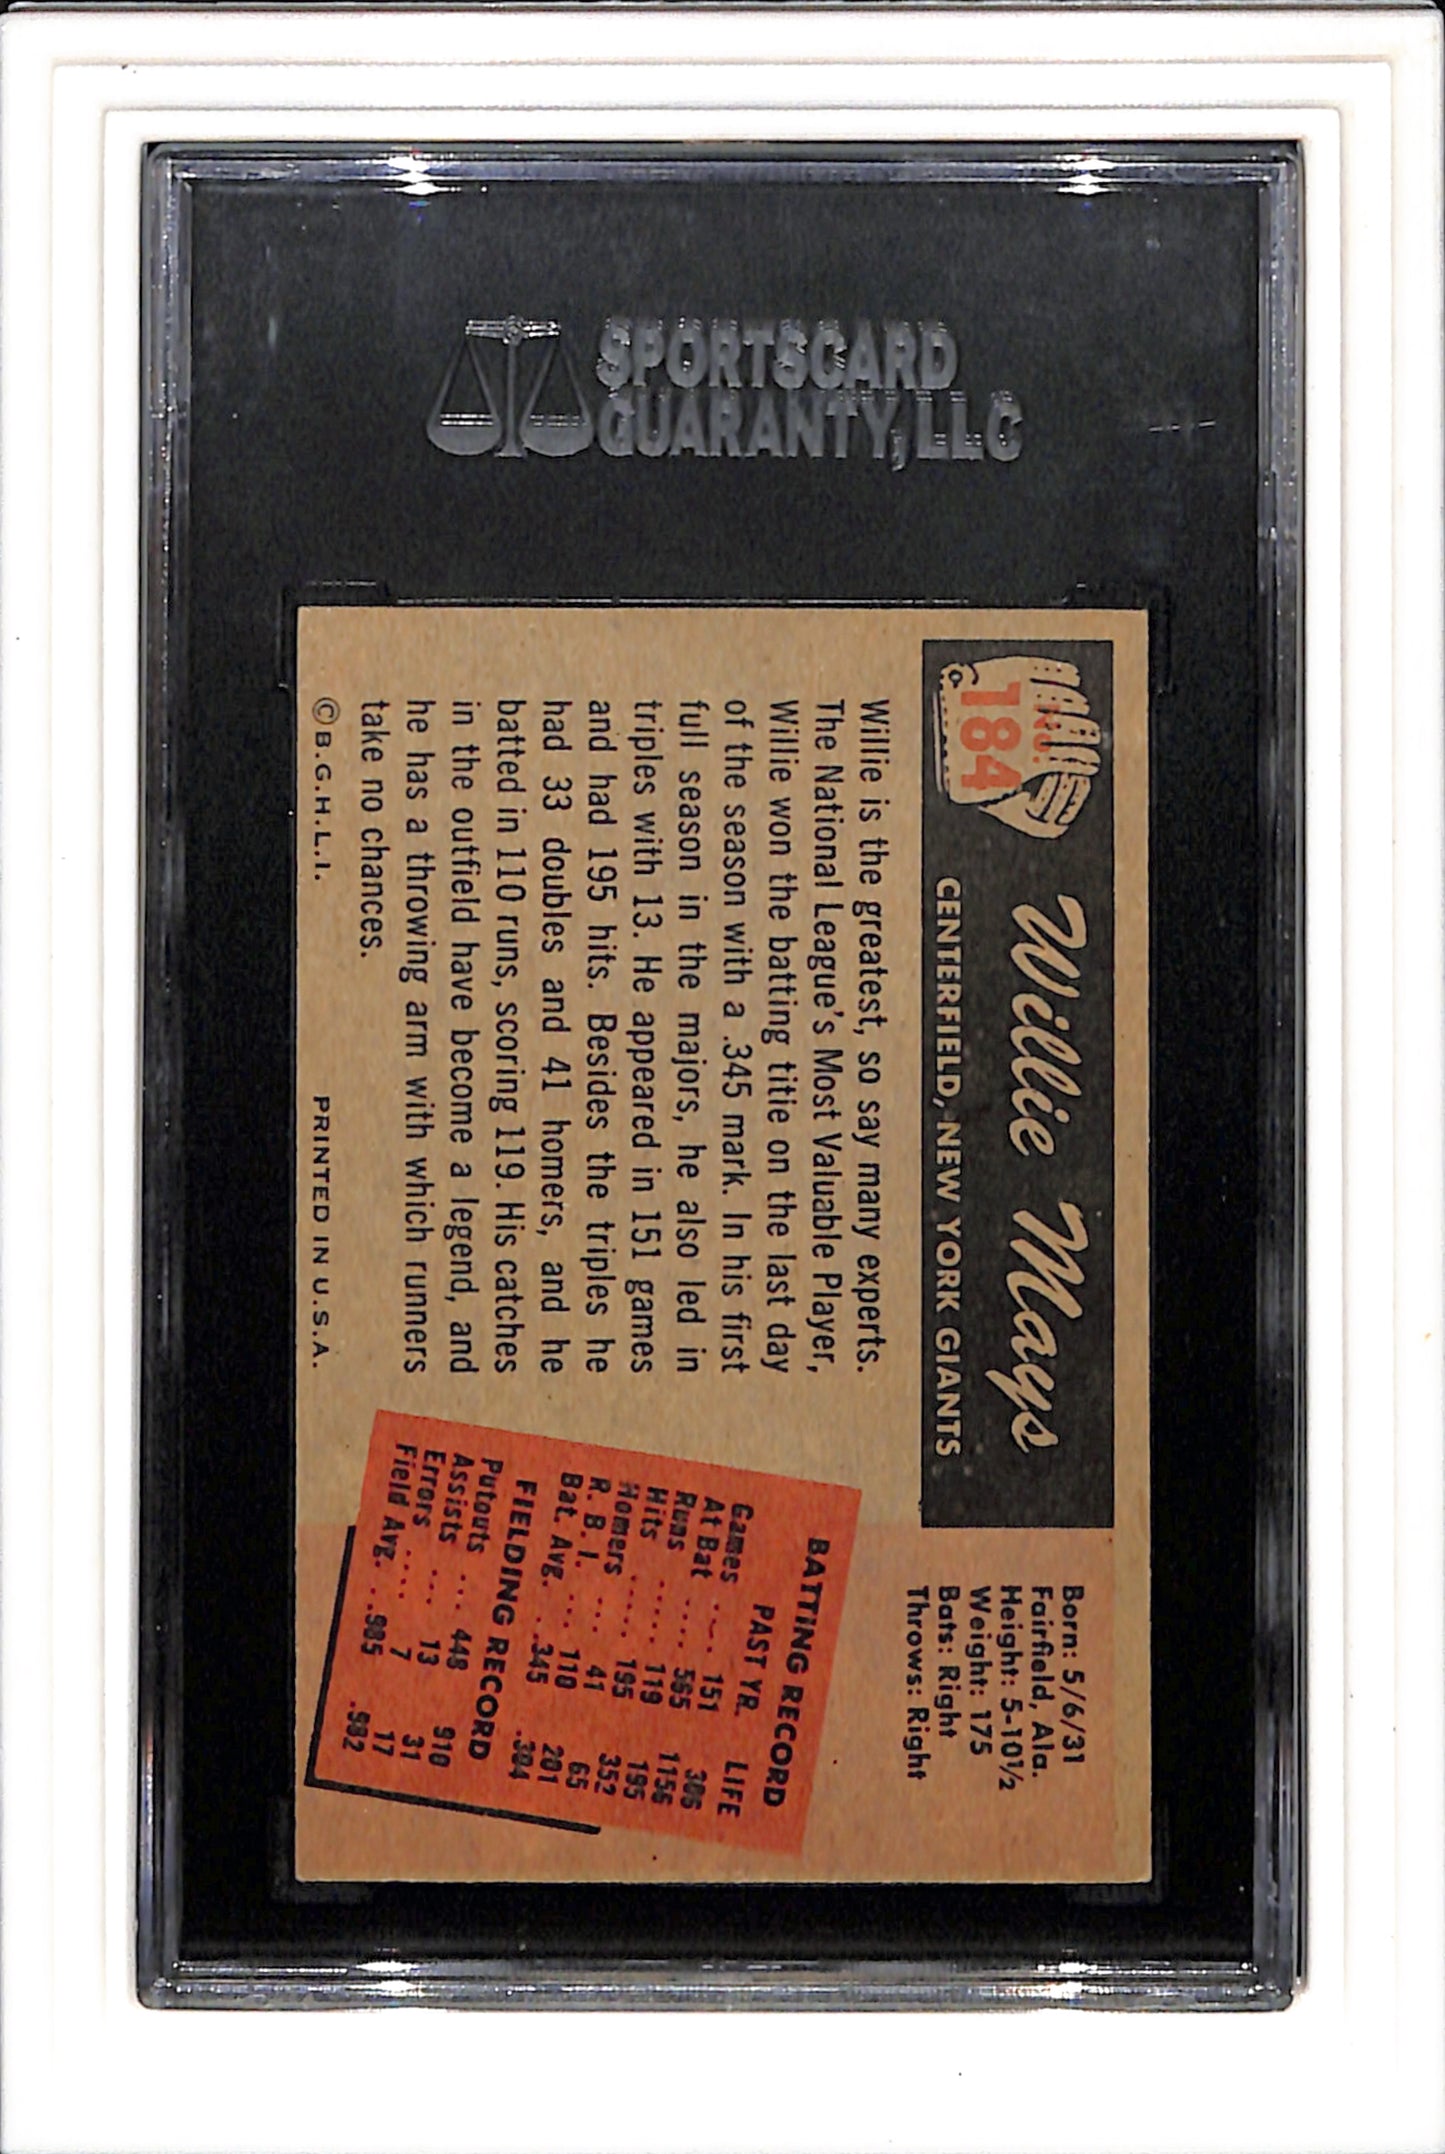 SPORTSCARD
GUARANTY, LLC
NO.
184
Willie Mays
CENTERFIELD, NEW YORK GIANTS
Born: 5/6/31
Fairfield, Ala.
Height: 5-10½
Weight: 175
Bats: Right
Throws: Right
Willie is the greatest, so say many experts.
The National League's Most Valuable Player,
Willie won the batting title on the last day
of the season with a .345 mark. In his first
full season in the majors, he also led in
triples with 13. He appeared in 151 games
and had 195 hits. Besides the triples he
had 33 doubles and 41 homers, and he
batted in 110 runs, scoring 119. His catches
in the outfield have become a legend, and
he has a throwing arm with which runners
take no chances.
©B.G.H.L.I. PRINTED IN U.S.A.
BATTING RECORD
PAST YR. LIFE
Games ... 151 306
At Bat .... 565 1156
Runs ..... 119 195
Hits ..... 195 352
Homers ... 41 65
R. B. I. ... 110 201
Bat. Avg. . .345 .304
FIELDING RECORD
Putouts ... 448 910
Assists ... 13 31
Errors .... 7 17
Field Avg. . .985 .982